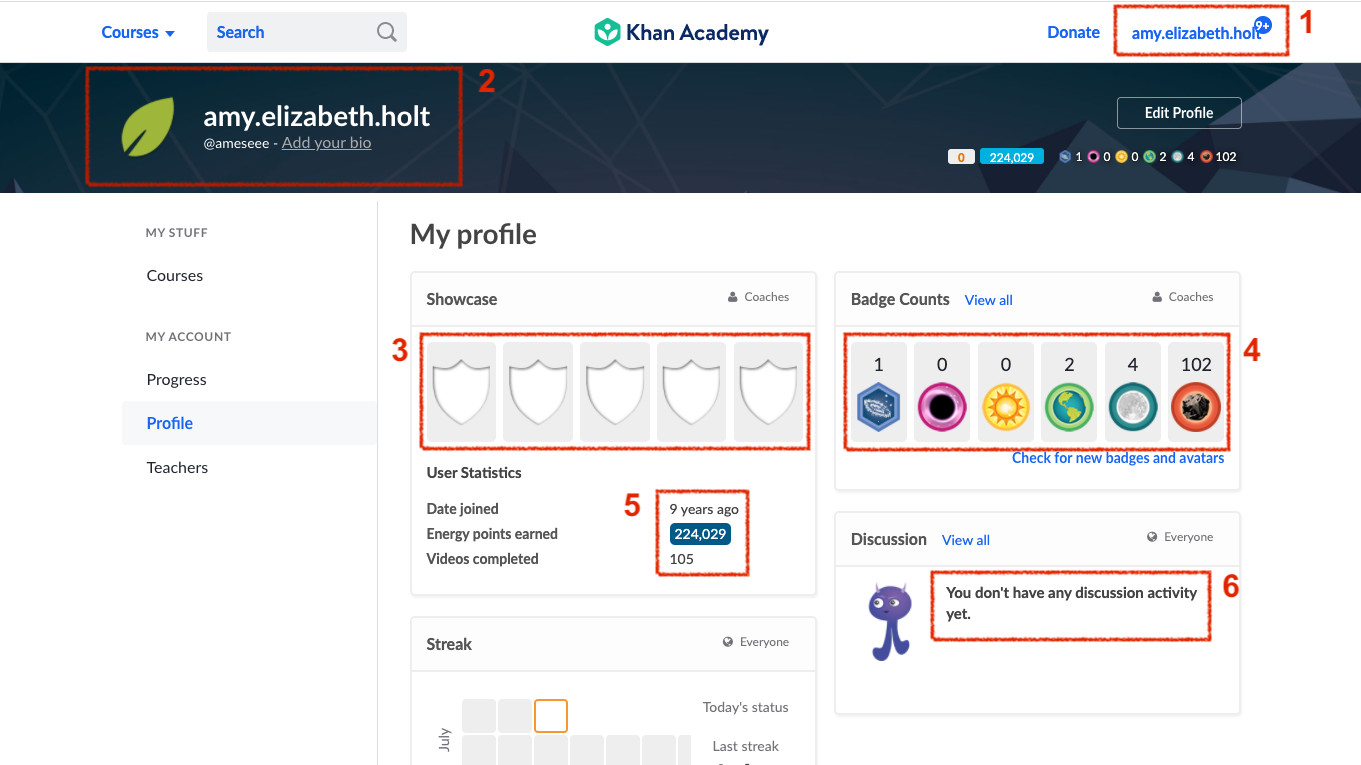 Courses
Search
Khan Academy
Donate
amy.elizabeth.holt
9+
1
2
amy.elizabeth.holt
@ameseee - Add your bio
Edit Profile
0 224,029 1 0 0 2 4 102
MY STUFF
Courses
MY ACCOUNT
Progress
Profile
Teachers
My profile
Showcase
Coaches
3
User Statistics
5
Date joined 9 years ago
Energy points earned 224,029
Videos completed 105
Badge Counts View all
Coaches
4
1 0 0 2 4 102
Check for new badges and avatars
Discussion View all
Everyone
You don't have any discussion activity
yet.
6
Streak
Everyone
July
Today's status
Last streak